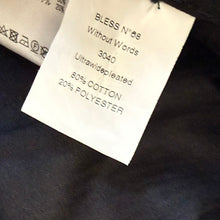 BLESS N°68
Without Words
3040
Ultrawidepleated
80% COTTON
20% POLYESTER